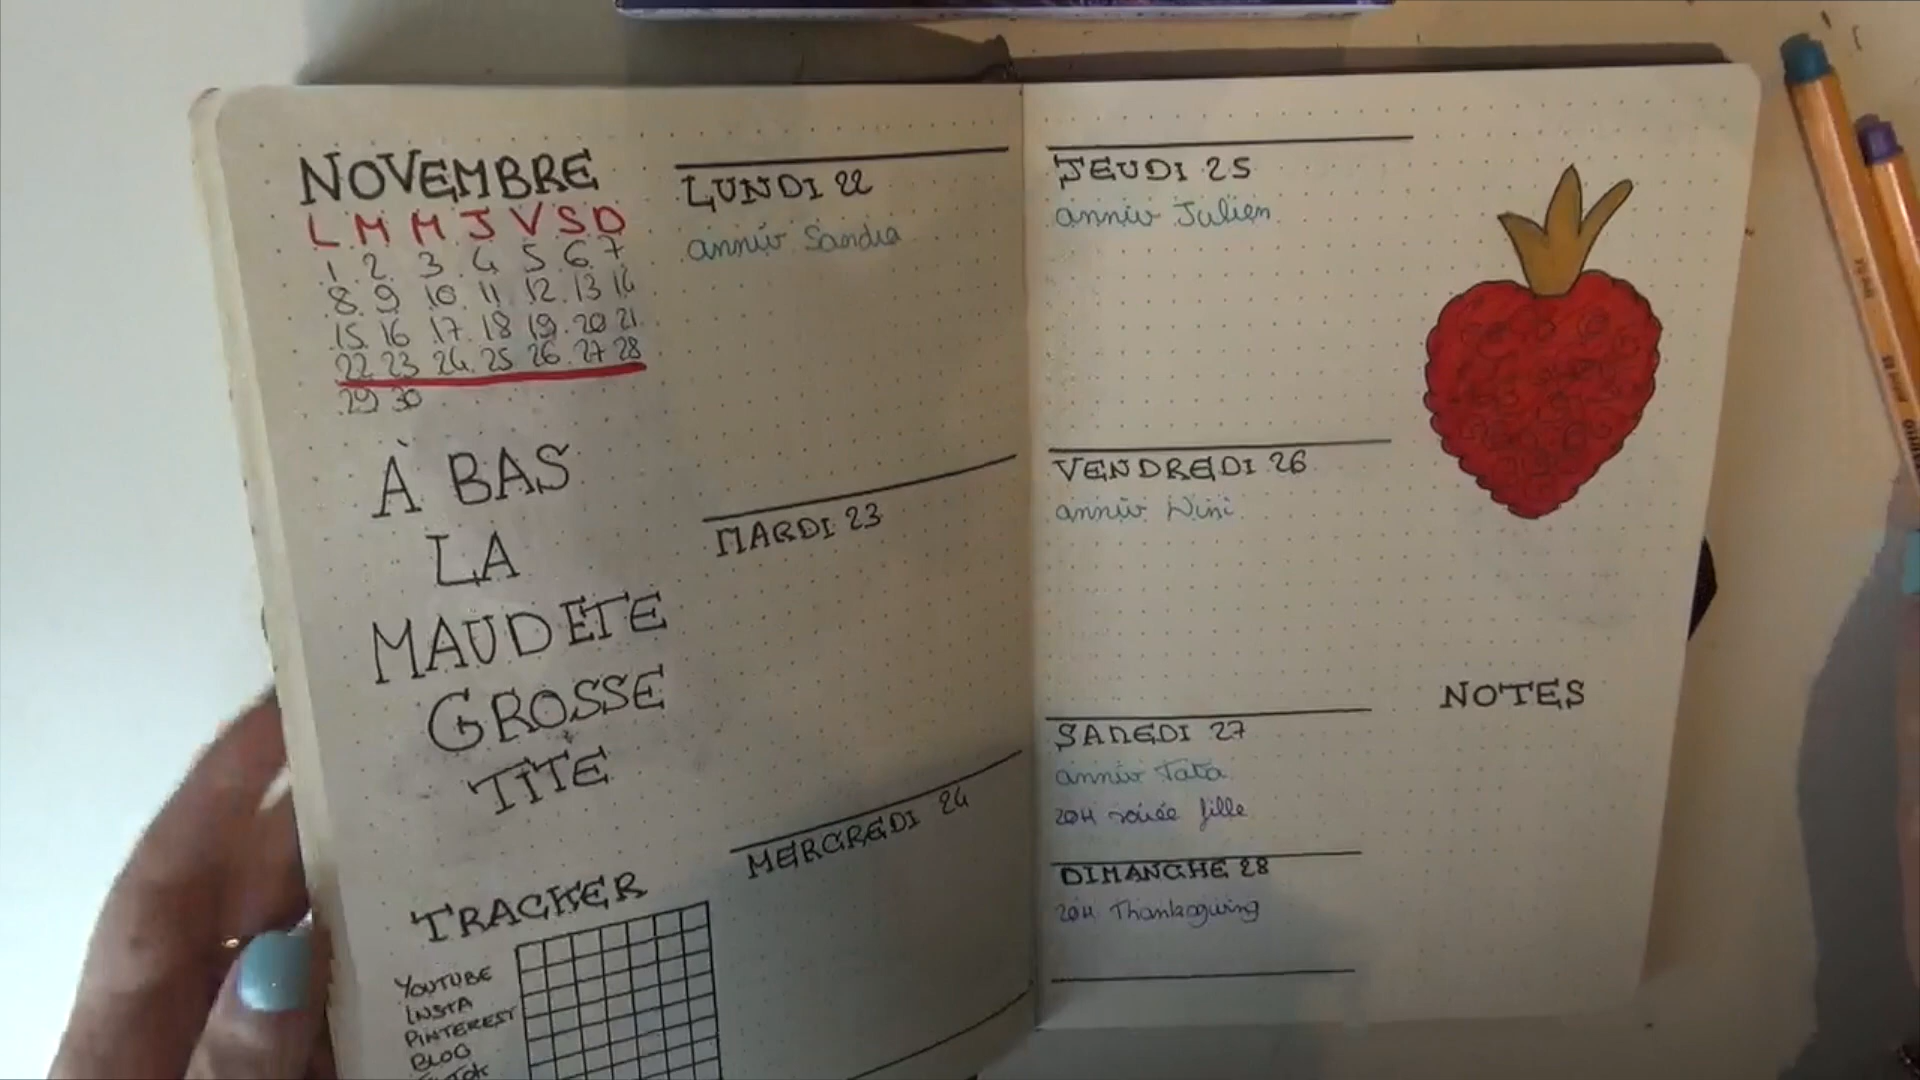 NOVEMBRE
L M M J V S D
1 2 3 4 5 6 7
8 9 10 11 12 13 14
15 16 17 18 19 20 21
22 23 24 25 26 27 28
29 30
À BAS
LA
MAUDETE
GROSSE
TITE
TRACKER
YOUTUBE
INSTA
PINTEREST
BLOG
TikTok
LUNDI 22
anniv Sandra
MARDI 23
MERCREDI 24
JEUDI 25
anniv Julien
VENDREDI 26
anniv Nini
SAMEDI 27
anniv Tata
20H soirée fille
DIMANCHE 28
20H Thanksgiving
NOTES